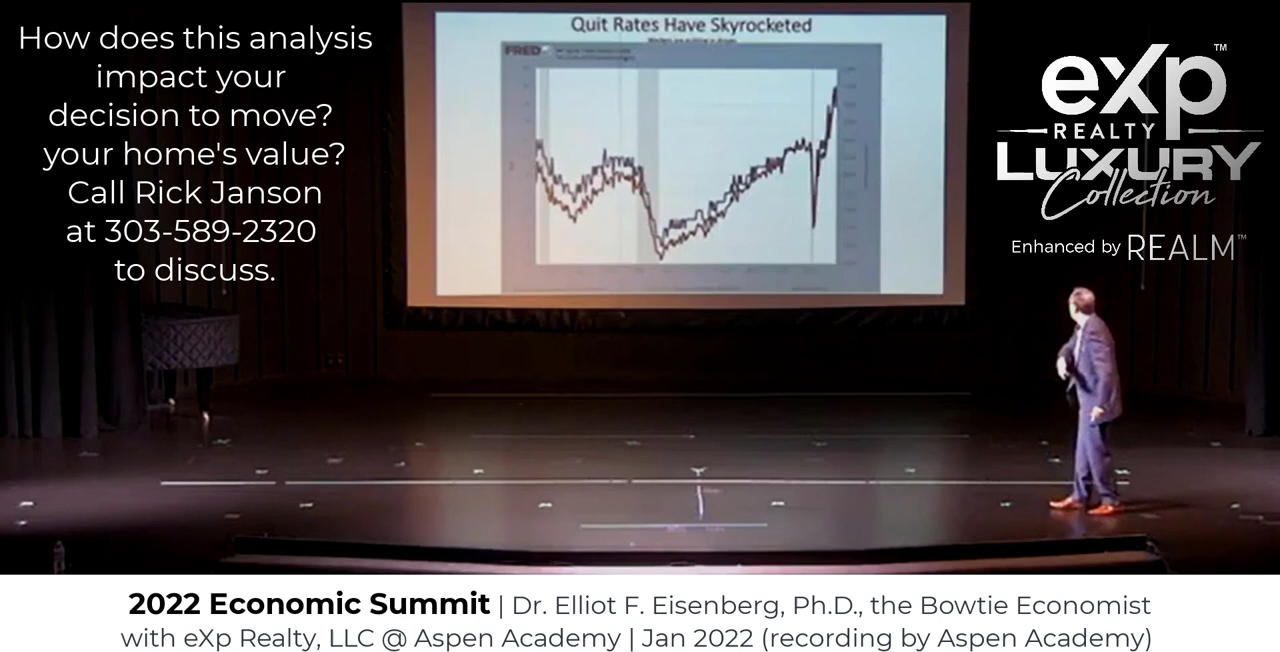 How does this analysis
impact your
decision to move?
your home's value?
Call Rick Janson
at 303-589-2320
to discuss.
Quit Rates Have Skyrocketed
FRED
eXp™
REALTY
LUXURY
Collection
Enhanced by REALM™
2022 Economic Summit | Dr. Elliot F. Eisenberg, Ph.D., the Bowtie Economist
with eXp Realty, LLC @ Aspen Academy | Jan 2022 (recording by Aspen Academy)